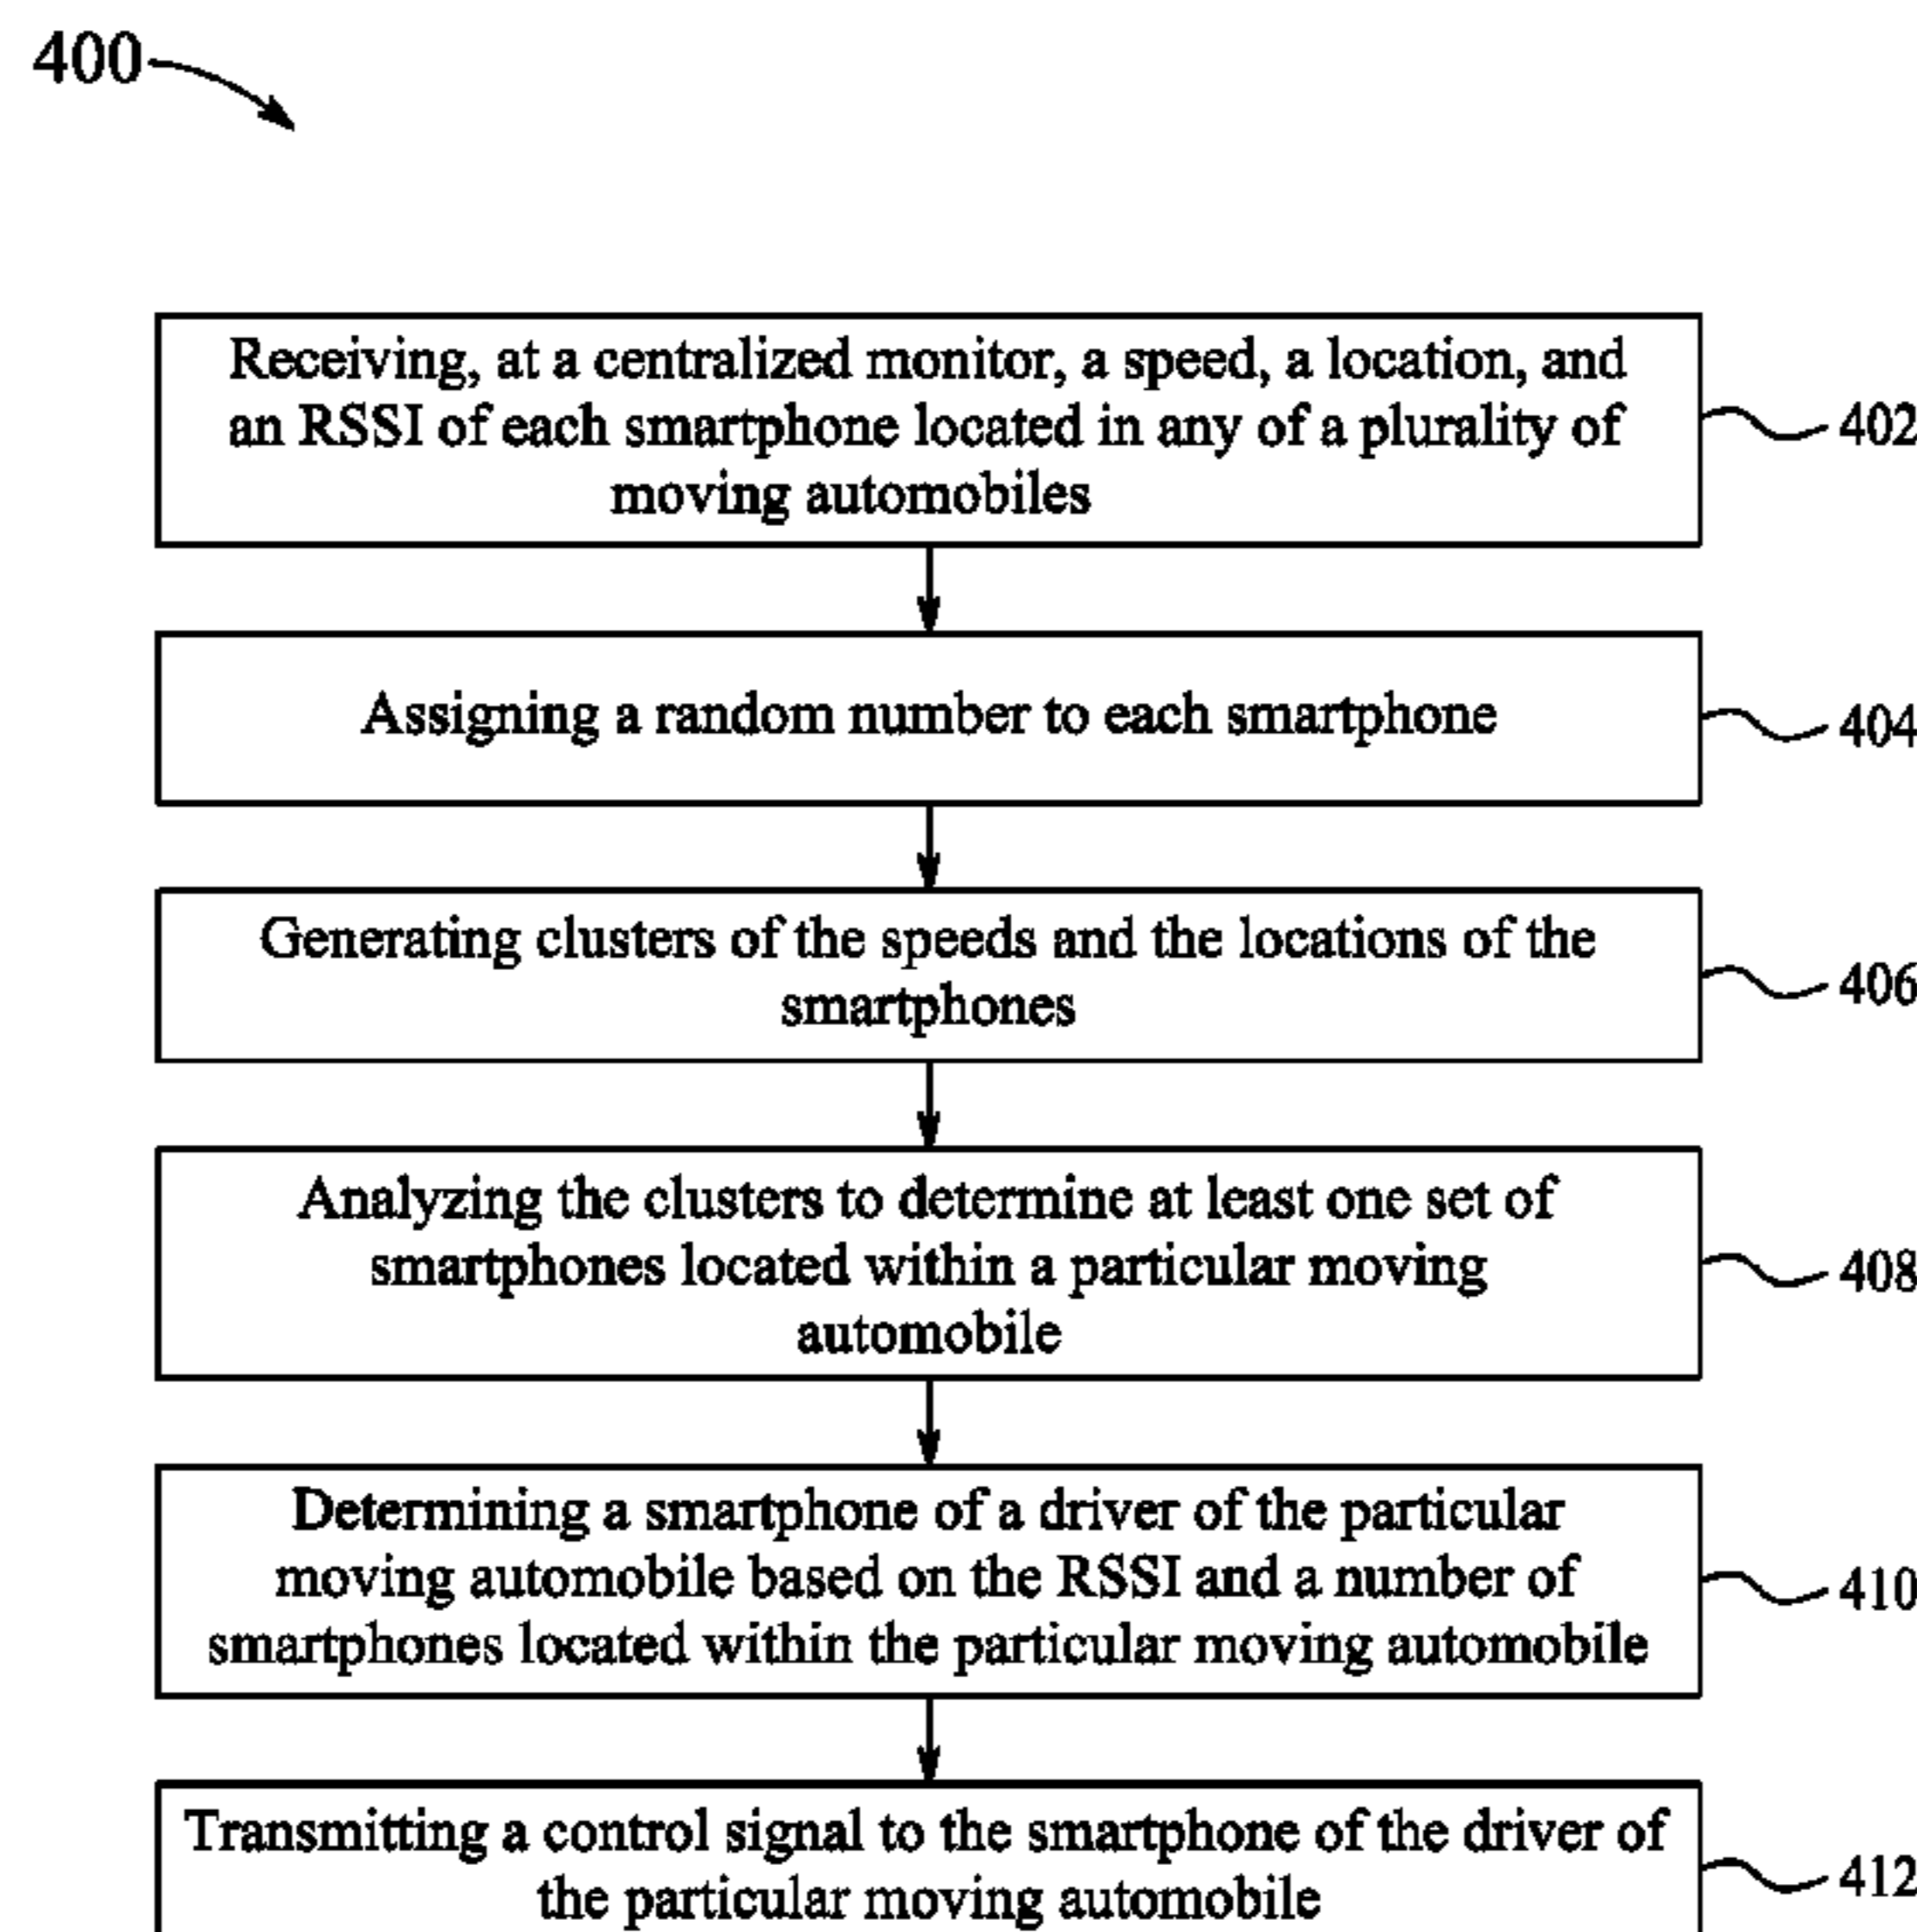 400
Receiving, at a centralized monitor, a speed, a location, and
an RSSI of each smartphone located in any of a plurality of
moving automobiles
402
Assigning a random number to each smartphone
404
Generating clusters of the speeds and the locations of the
smartphones
406
Analyzing the clusters to determine at least one set of
smartphones located within a particular moving
automobile
408
Determining a smartphone of a driver of the particular
moving automobile based on the RSSI and a number of
smartphones located within the particular moving automobile
410
Transmitting a control signal to the smartphone of the driver of
the particular moving automobile
412